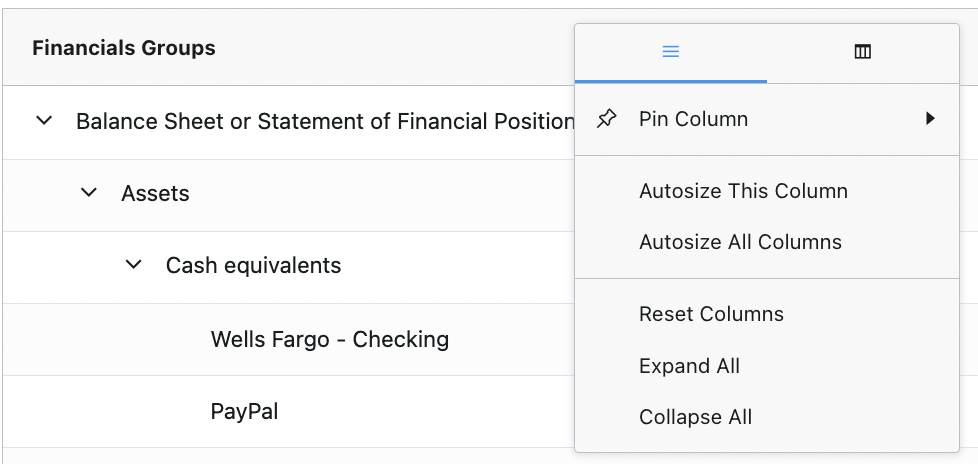 Financials Groups
Balance Sheet or Statement of Financial Position
Assets
Cash equivalents
Wells Fargo - Checking
PayPal
Pin Column
Autosize This Column
Autosize All Columns
Reset Columns
Expand All
Collapse All